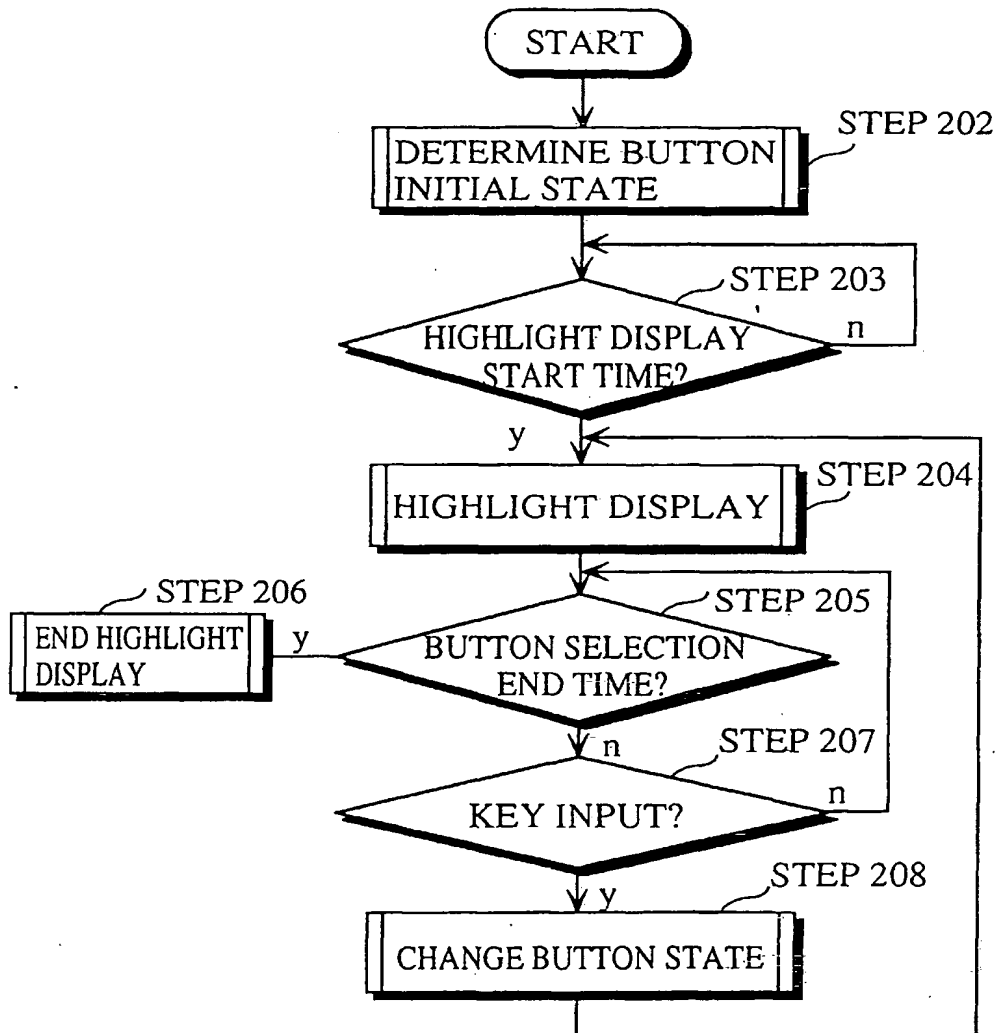 START
STEP 202
DETERMINE BUTTON
INITIAL STATE
STEP 203
n
HIGHLIGHT DISPLAY
START TIME?
y
STEP 204
HIGHLIGHT DISPLAY
STEP 206
STEP 205
END HIGHLIGHT
DISPLAY
y
BUTTON SELECTION
END TIME?
n
STEP 207
n
KEY INPUT?
STEP 208
y
CHANGE BUTTON STATE